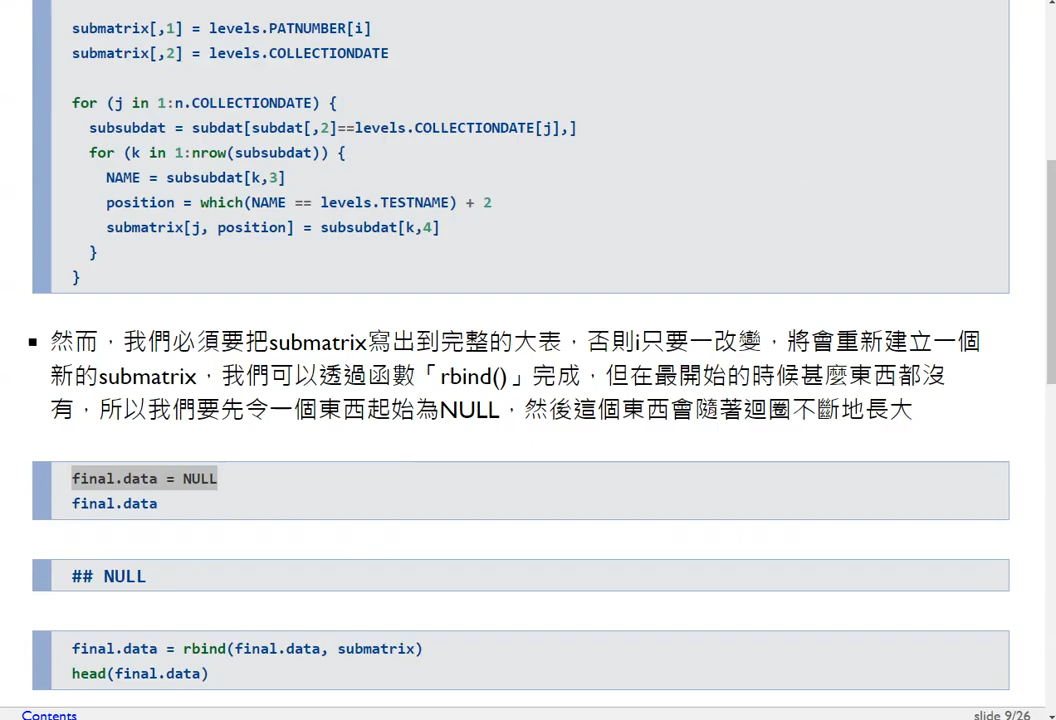 submatrix[,1] = levels.PATNUMBER[i]
submatrix[,2] = levels.COLLECTIONDATE
for (j in 1:n.COLLECTIONDATE) {
subsubdat = subdat[subdat[,2]==levels.COLLECTIONDATE[j],]
for (k in 1:nrow(subsubdat)) {
NAME = subsubdat[k,3]
position = which(NAME == levels.TESTNAME) + 2
submatrix[j, position] = subsubdat[k,4]
}
}
▪ 然而，我們必須要把submatrix寫出到完整的大表，否則i只要一改變，將會重新建立一個
新的submatrix，我們可以透過函數「rbind()」完成，但在最開始的時候甚麼東西都沒
有，所以我們要先令一個東西起始為NULL，然後這個東西會隨著迴圈不斷地長大
final.data = NULL
final.data
## NULL
final.data = rbind(final.data, submatrix)
head(final.data)
Contents
slide 9/26